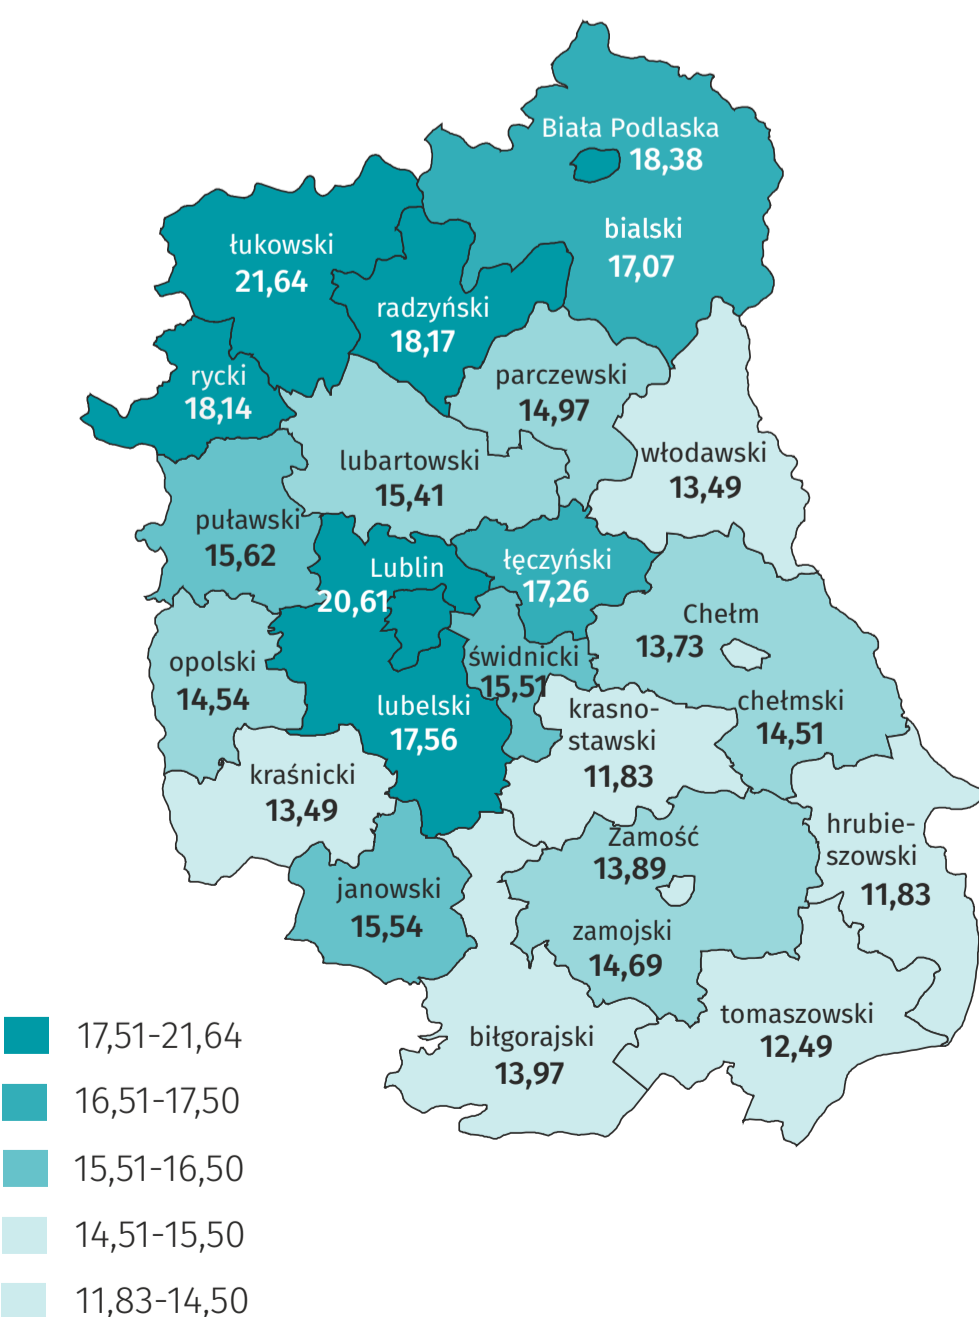 Biała Podlaska
18,38
bialski
17,07
łukowski
21,64
radzyński
18,17
rycki
18,14
parczewski
14,97
włodawski
13,49
lubartowski
15,41
puławski
15,62
Lublin
20,61
łęczyński
17,26
Chełm
13,73
opolski
14,54
świdnicki
15,51
lubelski
17,56
krasno-
stawski
11,83
chełmski
14,51
kraśnicki
13,49
Zamość
13,89
hrubie-
szowski
11,83
janowski
15,54
zamojski
14,69
tomaszowski
12,49
biłgorajski
13,97
17,51-21,64
16,51-17,50
15,51-16,50
14,51-15,50
11,83-14,50